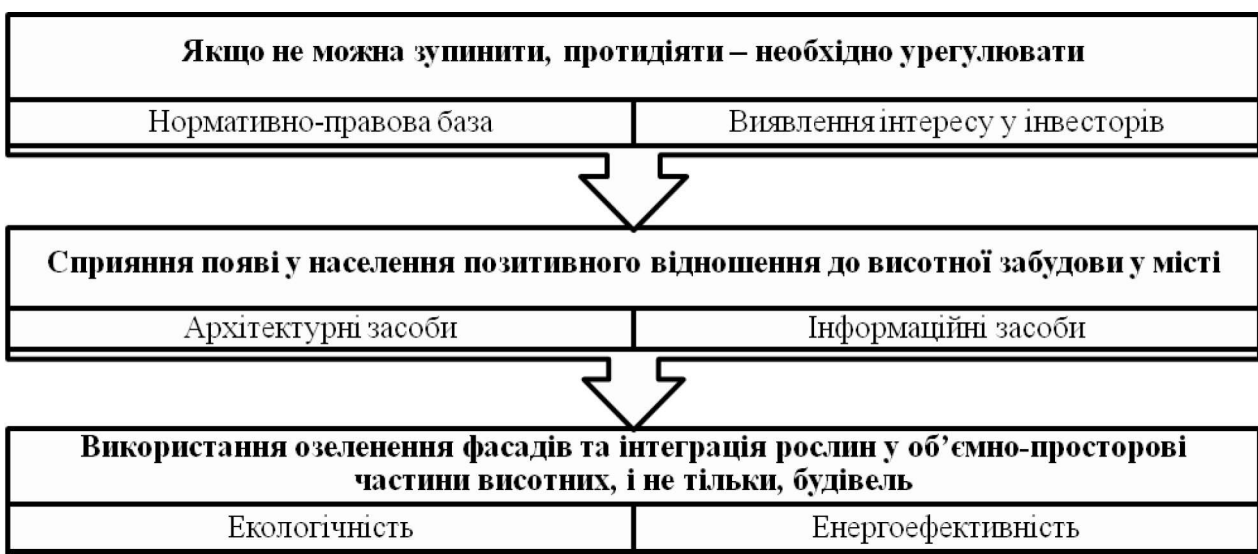 Якщо не можна зупинити, протидіяти – необхідно урегулювати
Нормативно-правова база
Виявлення інтересу у інвесторів
Сприяння появі у населення позитивного відношення до висотної забудови у місті
Архітектурні засоби
Інформаційні засоби
Використання озеленення фасадів та інтеграція рослин у об’ємно-просторові
частини висотних, і не тільки, будівель
Екологічність
Енергоефективність